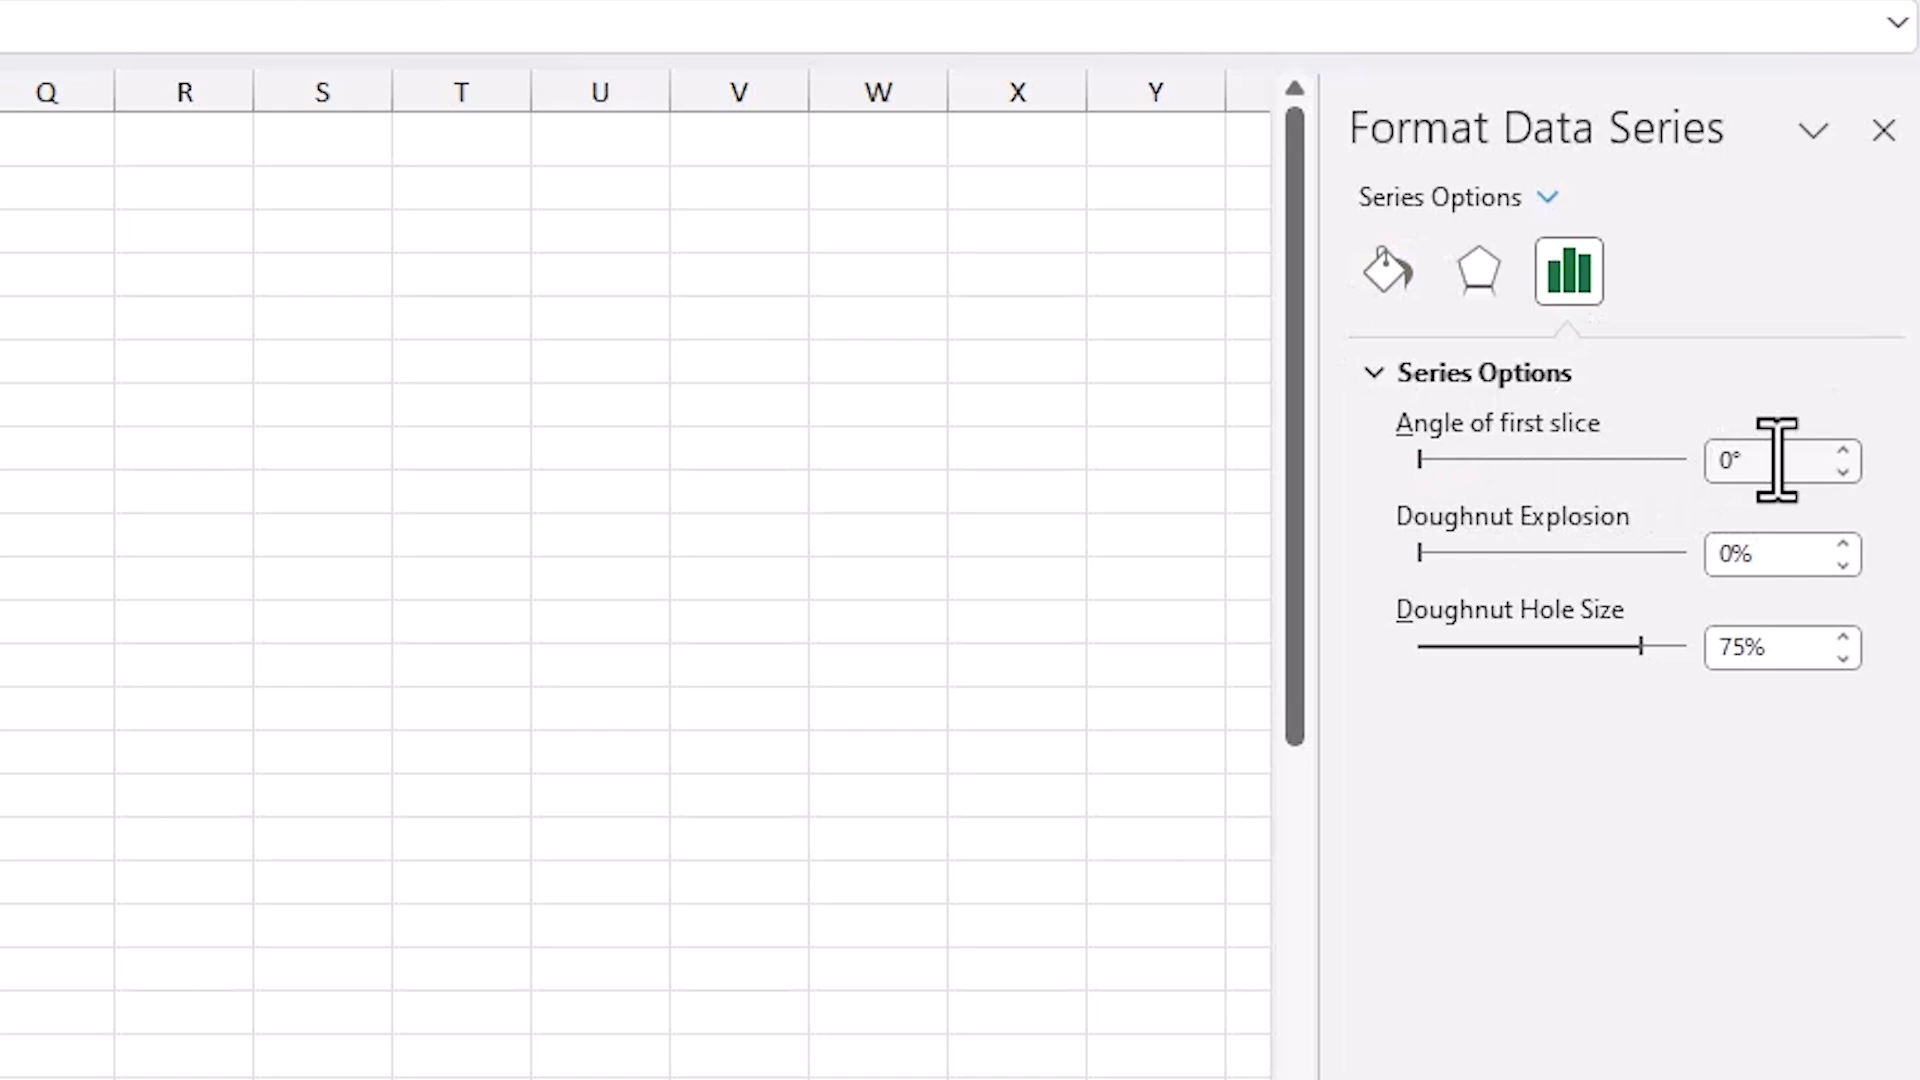 Q R S T U V W X Y
Format Data Series
Series Options
Series Options
Angle of first slice
0°
Doughnut Explosion
0%
Doughnut Hole Size
75%